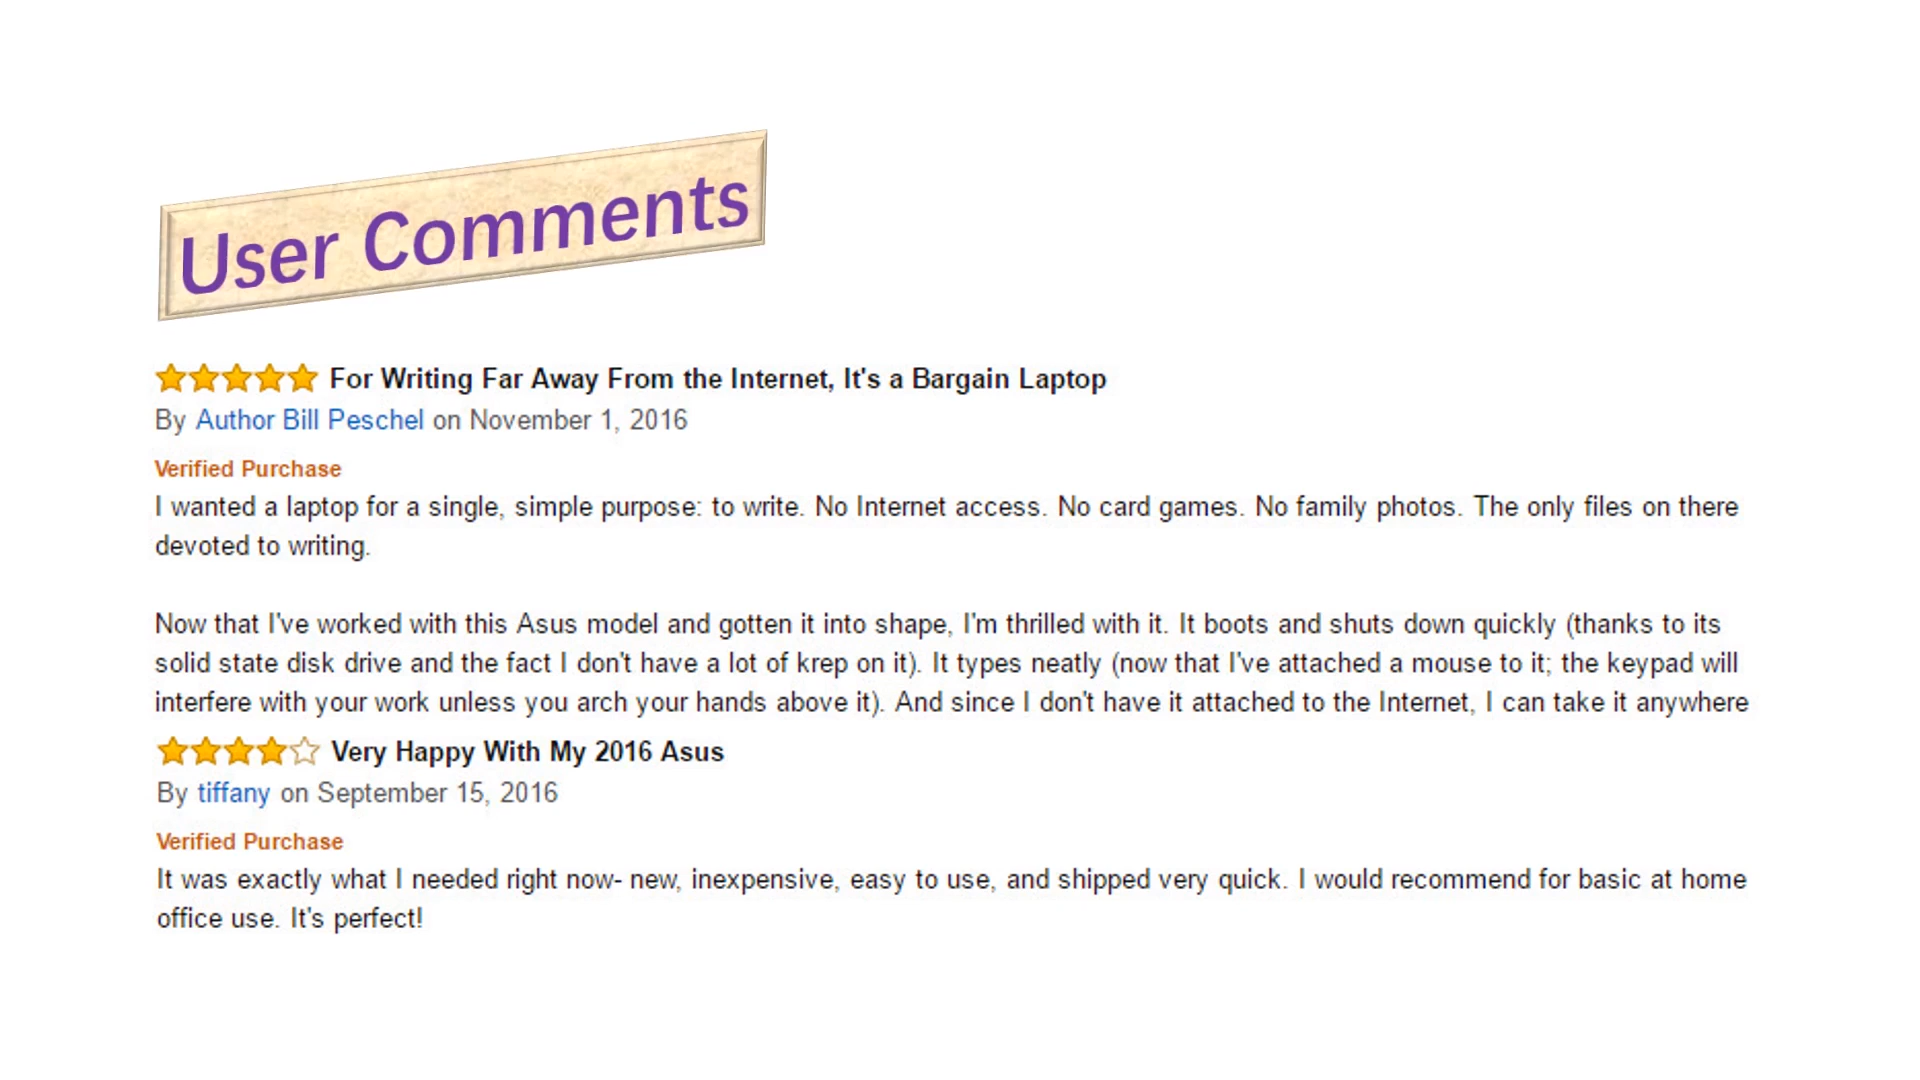 User Comments
For Writing Far Away From the Internet, It's a Bargain Laptop
By Author Bill Peschel on November 1, 2016
Verified Purchase
I wanted a laptop for a single, simple purpose: to write. No Internet access. No card games. No family photos. The only files on there
devoted to writing.
Now that I've worked with this Asus model and gotten it into shape, I'm thrilled with it. It boots and shuts down quickly (thanks to its
solid state disk drive and the fact I don't have a lot of krep on it). It types neatly (now that I've attached a mouse to it; the keypad will
interfere with your work unless you arch your hands above it). And since I don't have it attached to the Internet, I can take it anywhere
Very Happy With My 2016 Asus
By tiffany on September 15, 2016
Verified Purchase
It was exactly what I needed right now- new, inexpensive, easy to use, and shipped very quick. I would recommend for basic at home
office use. It's perfect!